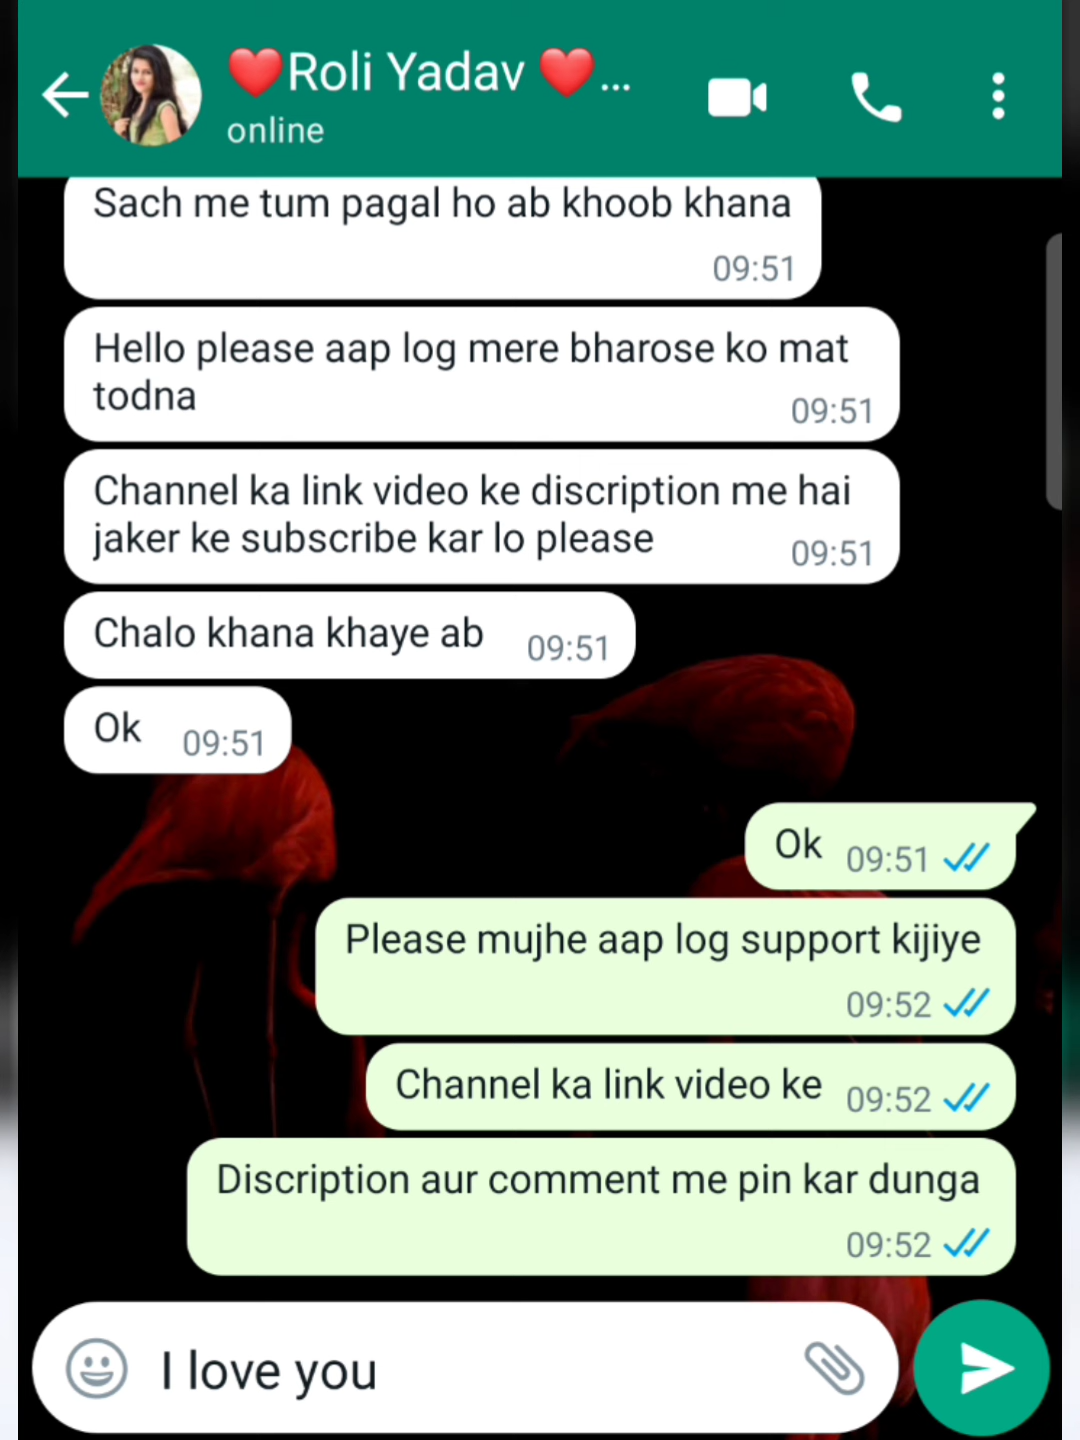 ❤️Roli Yadav ❤️...
online
Sach me tum pagal ho ab khoob khana
09:51
Hello please aap log mere bharose ko mat
todna
09:51
Channel ka link video ke discription me hai
jaker ke subscribe kar lo please
09:51
Chalo khana khaye ab 09:51
Ok 09:51
Ok 09:51
Please mujhe aap log support kijiye
09:52
Channel ka link video ke 09:52
Discription aur comment me pin kar dunga
09:52
I love you